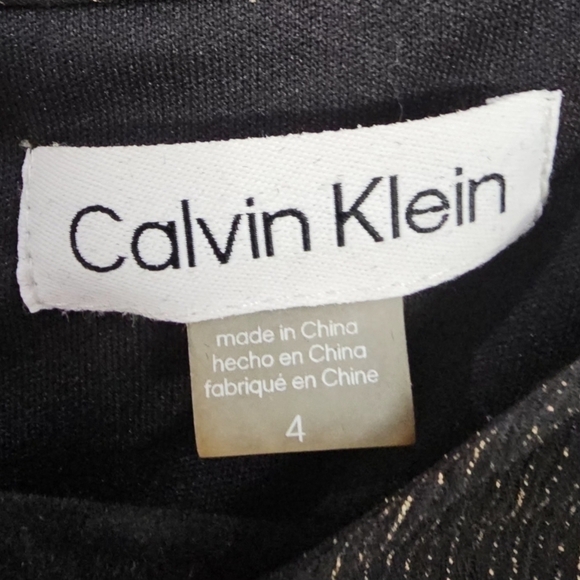 Calvin Klein
made in China
hecho en China
fabriqué en Chine
4